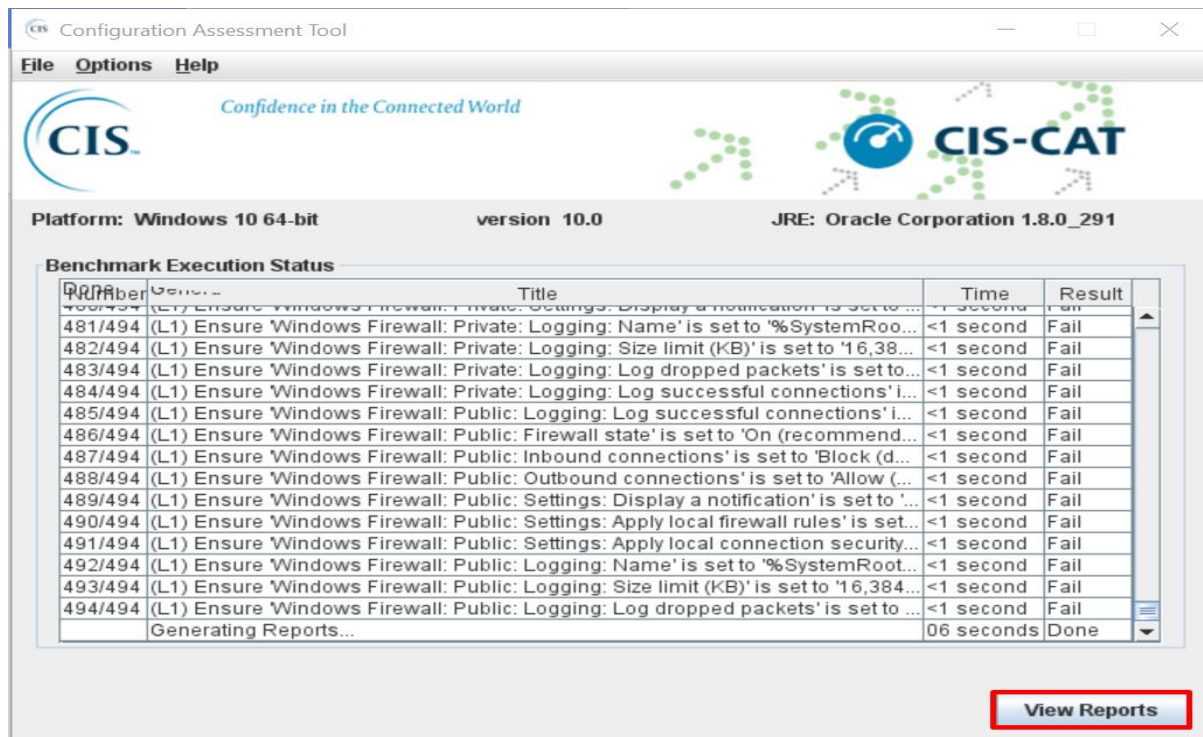 CIS Configuration Assessment Tool
File Options Help
Confidence in the Connected World
CIS
CIS-CAT
Platform: Windows 10 64-bit version 10.0 JRE: Oracle Corporation 1.8.0_291
Benchmark Execution Status
Number Title Time Result
481/494 (L1) Ensure 'Windows Firewall: Private: Logging: Name' is set to '%SystemRoo... <1 second Fail
482/494 (L1) Ensure 'Windows Firewall: Private: Logging: Size limit (KB)' is set to '16,38... <1 second Fail
483/494 (L1) Ensure 'Windows Firewall: Private: Logging: Log dropped packets' is set to... <1 second Fail
484/494 (L1) Ensure 'Windows Firewall: Private: Logging: Log successful connections' i... <1 second Fail
485/494 (L1) Ensure 'Windows Firewall: Public: Logging: Log successful connections' i... <1 second Fail
486/494 (L1) Ensure 'Windows Firewall: Public: Firewall state' is set to 'On (recommend... <1 second Fail
487/494 (L1) Ensure 'Windows Firewall: Public: Inbound connections' is set to 'Block (d... <1 second Fail
488/494 (L1) Ensure 'Windows Firewall: Public: Outbound connections' is set to 'Allow (... <1 second Fail
489/494 (L1) Ensure 'Windows Firewall: Public: Settings: Display a notification' is set to '... <1 second Fail
490/494 (L1) Ensure 'Windows Firewall: Public: Settings: Apply local firewall rules' is set... <1 second Fail
491/494 (L1) Ensure 'Windows Firewall: Public: Settings: Apply local connection security... <1 second Fail
492/494 (L1) Ensure 'Windows Firewall: Public: Logging: Name' is set to '%SystemRoot... <1 second Fail
493/494 (L1) Ensure 'Windows Firewall: Public: Logging: Size limit (KB)' is set to '16,384... <1 second Fail
494/494 (L1) Ensure 'Windows Firewall: Public: Logging: Log dropped packets' is set to ... <1 second Fail
Generating Reports... 06 seconds Done
View Reports